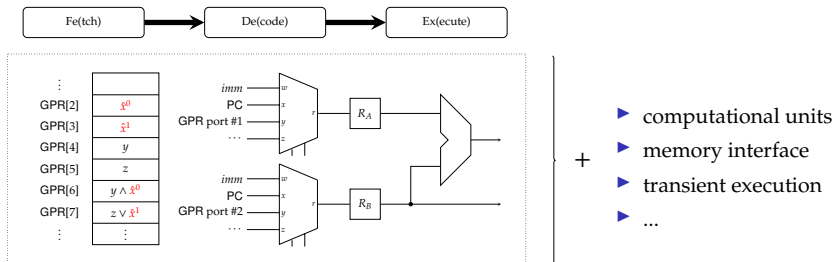 Fe(tch) De(code) Ex(ecute)
⋮
GPR[2] x̂⁰
GPR[3] x̂¹
GPR[4] y
GPR[5] z
GPR[6] y ∧ x̂⁰
GPR[7] z ∨ x̂¹
⋮ ⋮
imm w
PC x
GPR port #1 y
⋯ z
r
R_A
imm w
PC x
GPR port #2 y
⋯ z
r
R_B
+
computational units
memory interface
transient execution
...